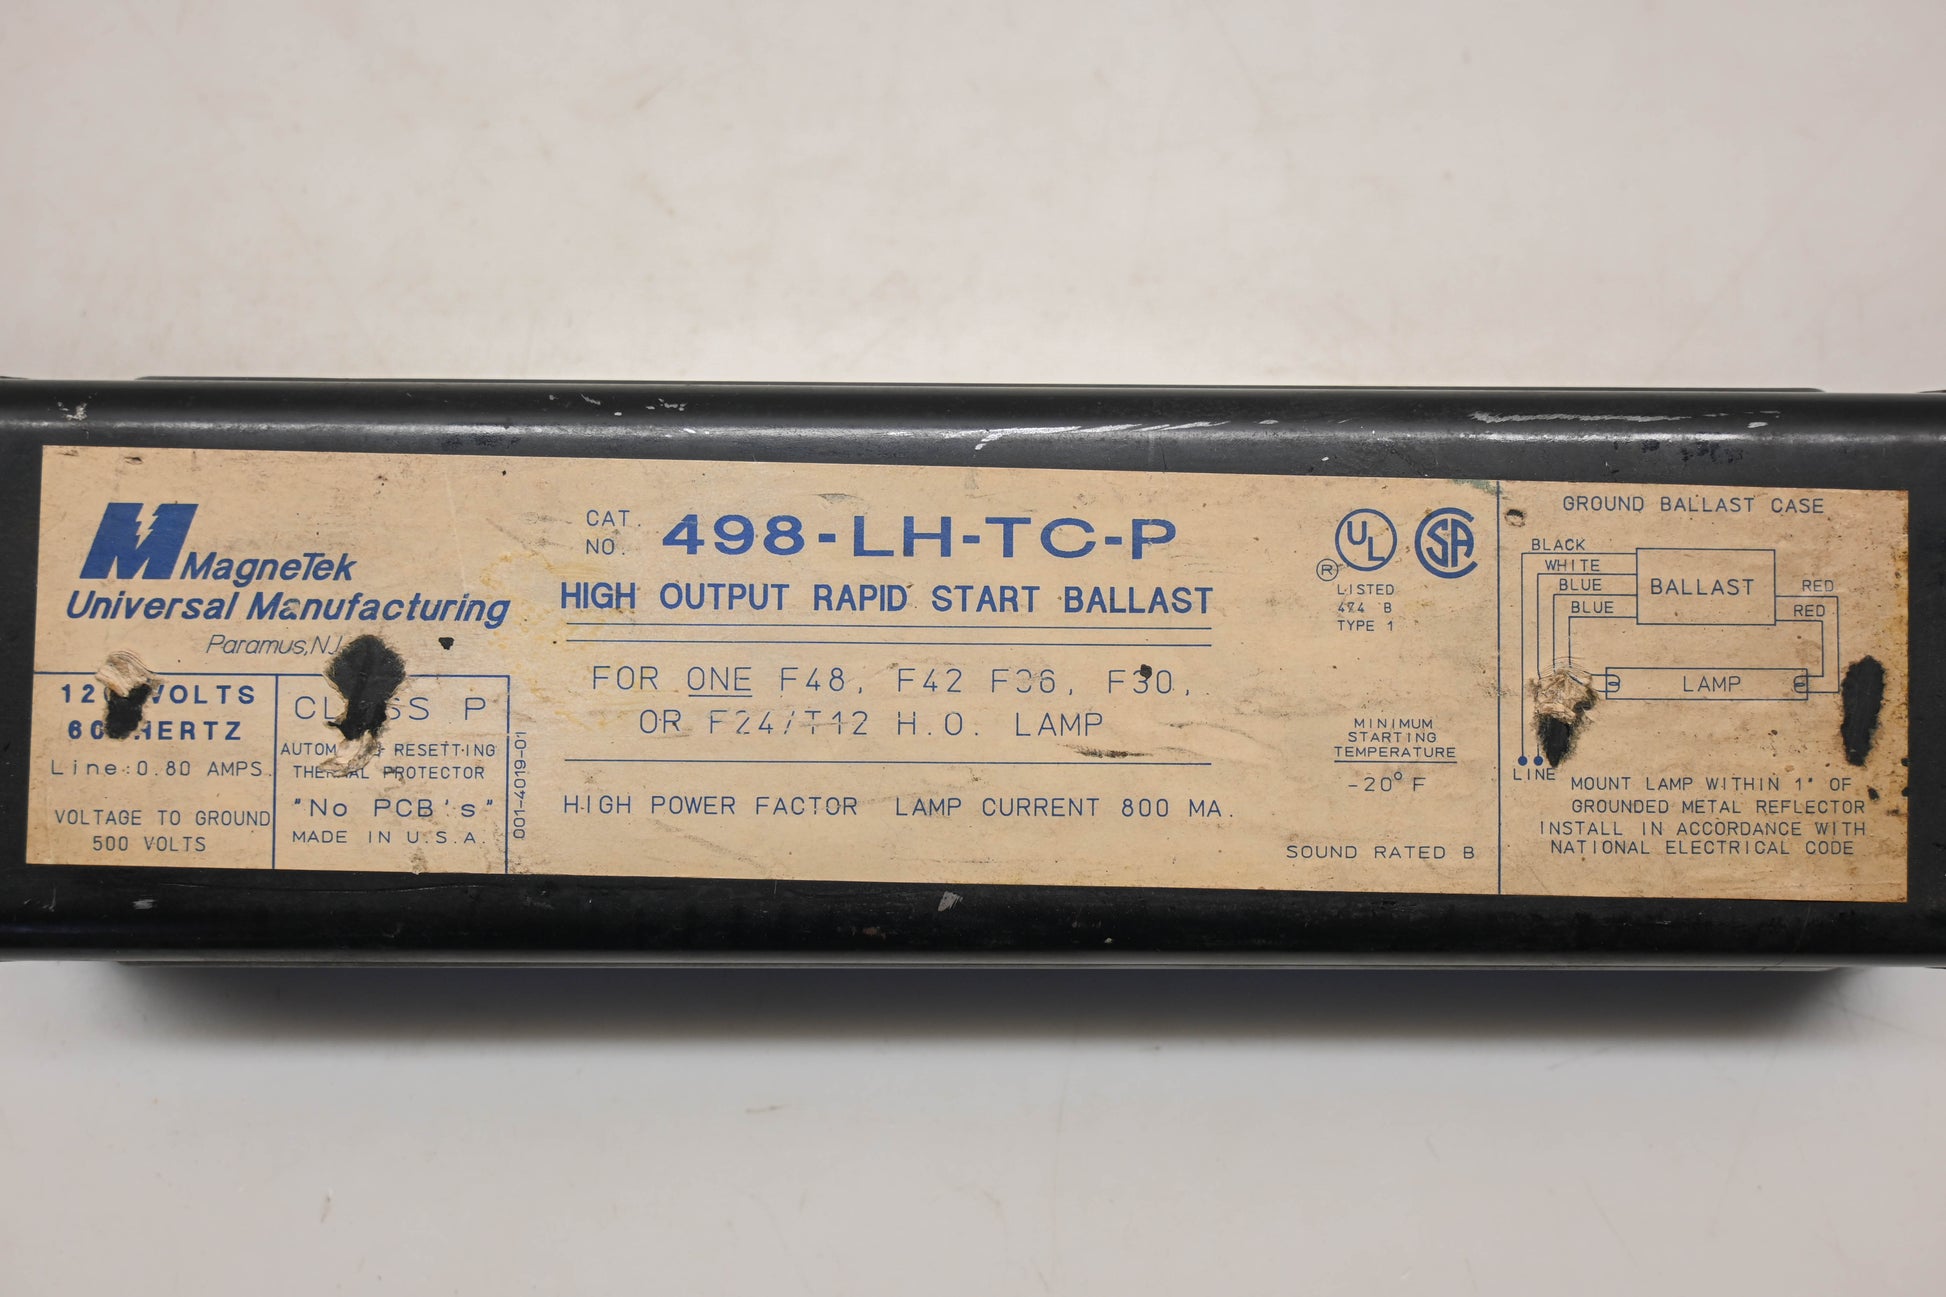 MagneTek
Universal Manufacturing
Paramus, NJ
VOLTS
HERTZ
Line: 0.80 AMPS.
VOLTAGE TO GROUND
500 VOLTS
CLASS P
RESETTING
THERMAL PROTECTOR
"No PCB's"
MADE IN U.S.A.
001-4019-01
CAT. NO. 498-LH-TC-P
HIGH OUTPUT RAPID START BALLAST
FOR ONE F48, F42 F36, F30,
OR F24/T12 H.O. LAMP
HIGH POWER FACTOR LAMP CURRENT 800 MA.
UL
®
LISTED
B
TYPE 1
SA
MINIMUM
STARTING
TEMPERATURE
-20° F
SOUND RATED B
GROUND BALLAST CASE
BLACK
WHITE
BLUE
BLUE
BALLAST
RED
RED
LAMP
LINE
MOUNT LAMP WITHIN 1" OF
GROUNDED METAL REFLECTOR
INSTALL IN ACCORDANCE WITH
NATIONAL ELECTRICAL CODE